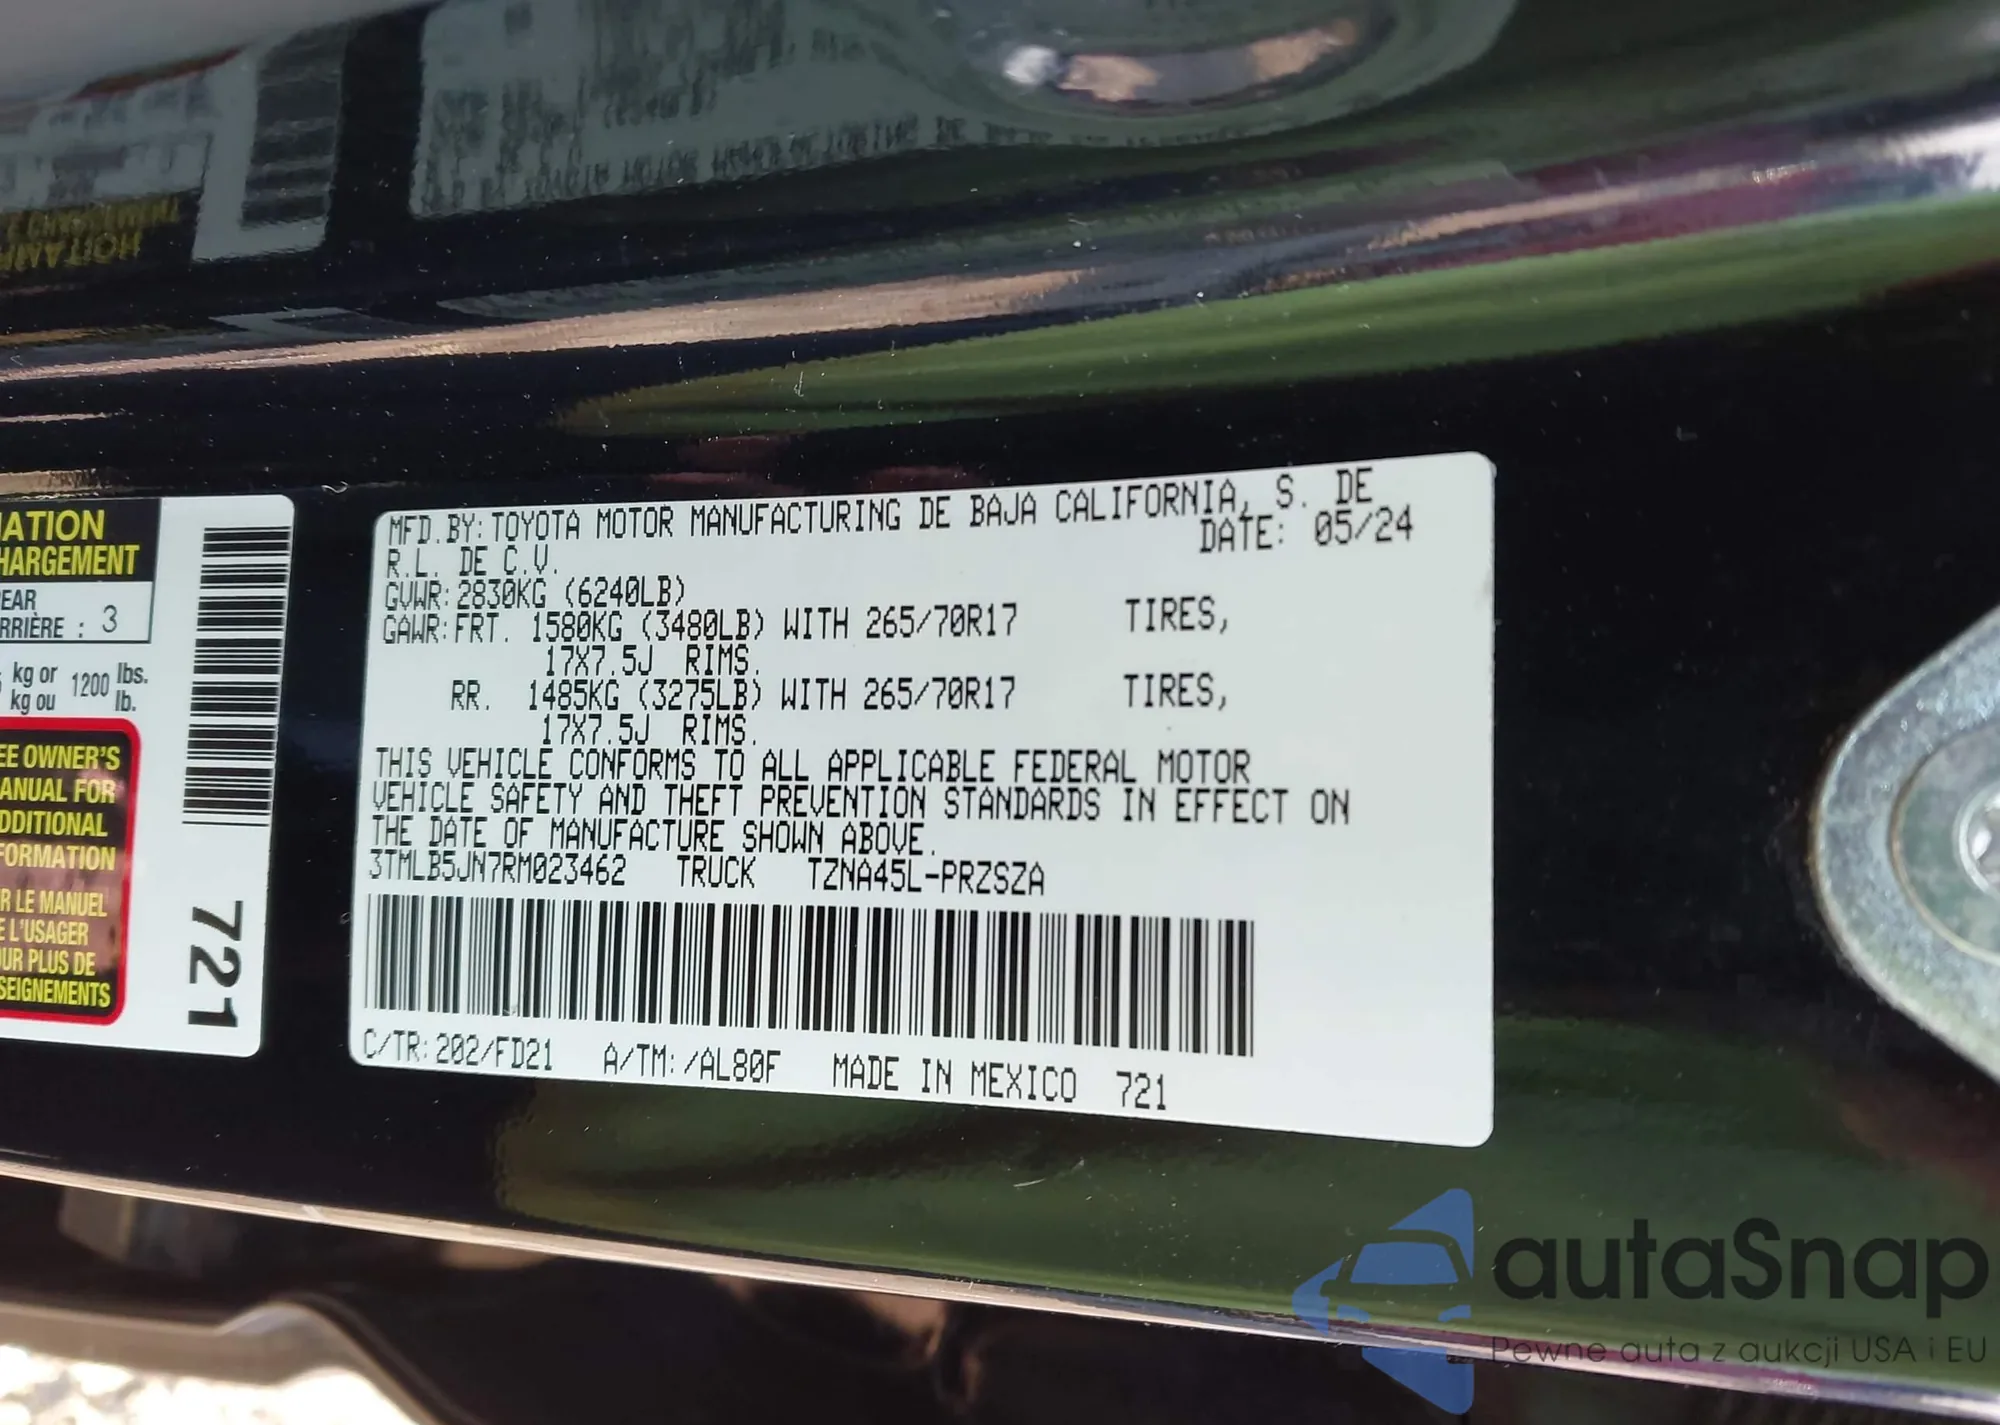 MATION
HARGEMENT
REAR
RRIÈRE : 3
kg or 1200 lbs.
kg ou lb.
EE OWNER'S
ANUAL FOR
DDITIONAL
FORMATION
R LE MANUEL
E L'USAGER
UR PLUS DE
SEIGNEMENTS
721
MFD.BY:TOYOTA MOTOR MANUFACTURING DE BAJA CALIFORNIA, S. DE
R.L. DE C.V. DATE: 05/24
GVWR:2830KG (6240LB)
GAWR:FRT. 1580KG (3480LB) WITH 265/70R17 TIRES,
17X7.5J RIMS.
RR. 1485KG (3275LB) WITH 265/70R17 TIRES,
17X7.5J RIMS.
THIS VEHICLE CONFORMS TO ALL APPLICABLE FEDERAL MOTOR
VEHICLE SAFETY AND THEFT PREVENTION STANDARDS IN EFFECT ON
THE DATE OF MANUFACTURE SHOWN ABOVE.
3TMLB5JN7RM023462 TRUCK TZNA45L-PRZSZA
C/TR:202/FD21 A/TM:/AL80F MADE IN MEXICO 721
autaSnap
Pewne auta z aukcji USA i EU